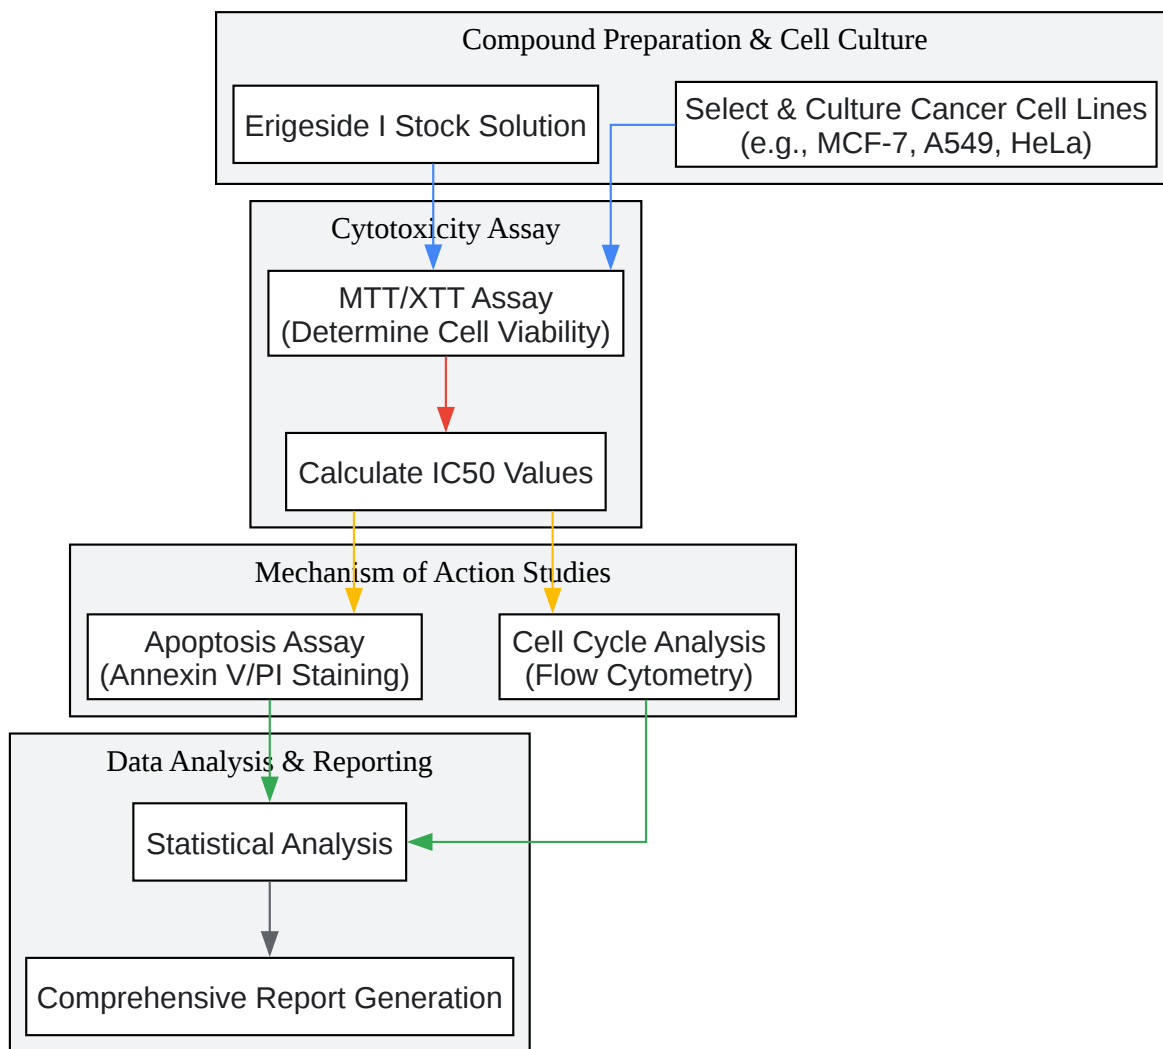 Compound Preparation & Cell Culture
Erigeside I Stock Solution
Select & Culture Cancer Cell Lines
(e.g., MCF-7, A549, HeLa)
Cytotoxicity Assay
MTT/XTT Assay
(Determine Cell Viability)
Calculate IC50 Values
Mechanism of Action Studies
Apoptosis Assay
(Annexin V/PI Staining)
Cell Cycle Analysis
(Flow Cytometry)
Data Analysis & Reporting
Statistical Analysis
Comprehensive Report Generation